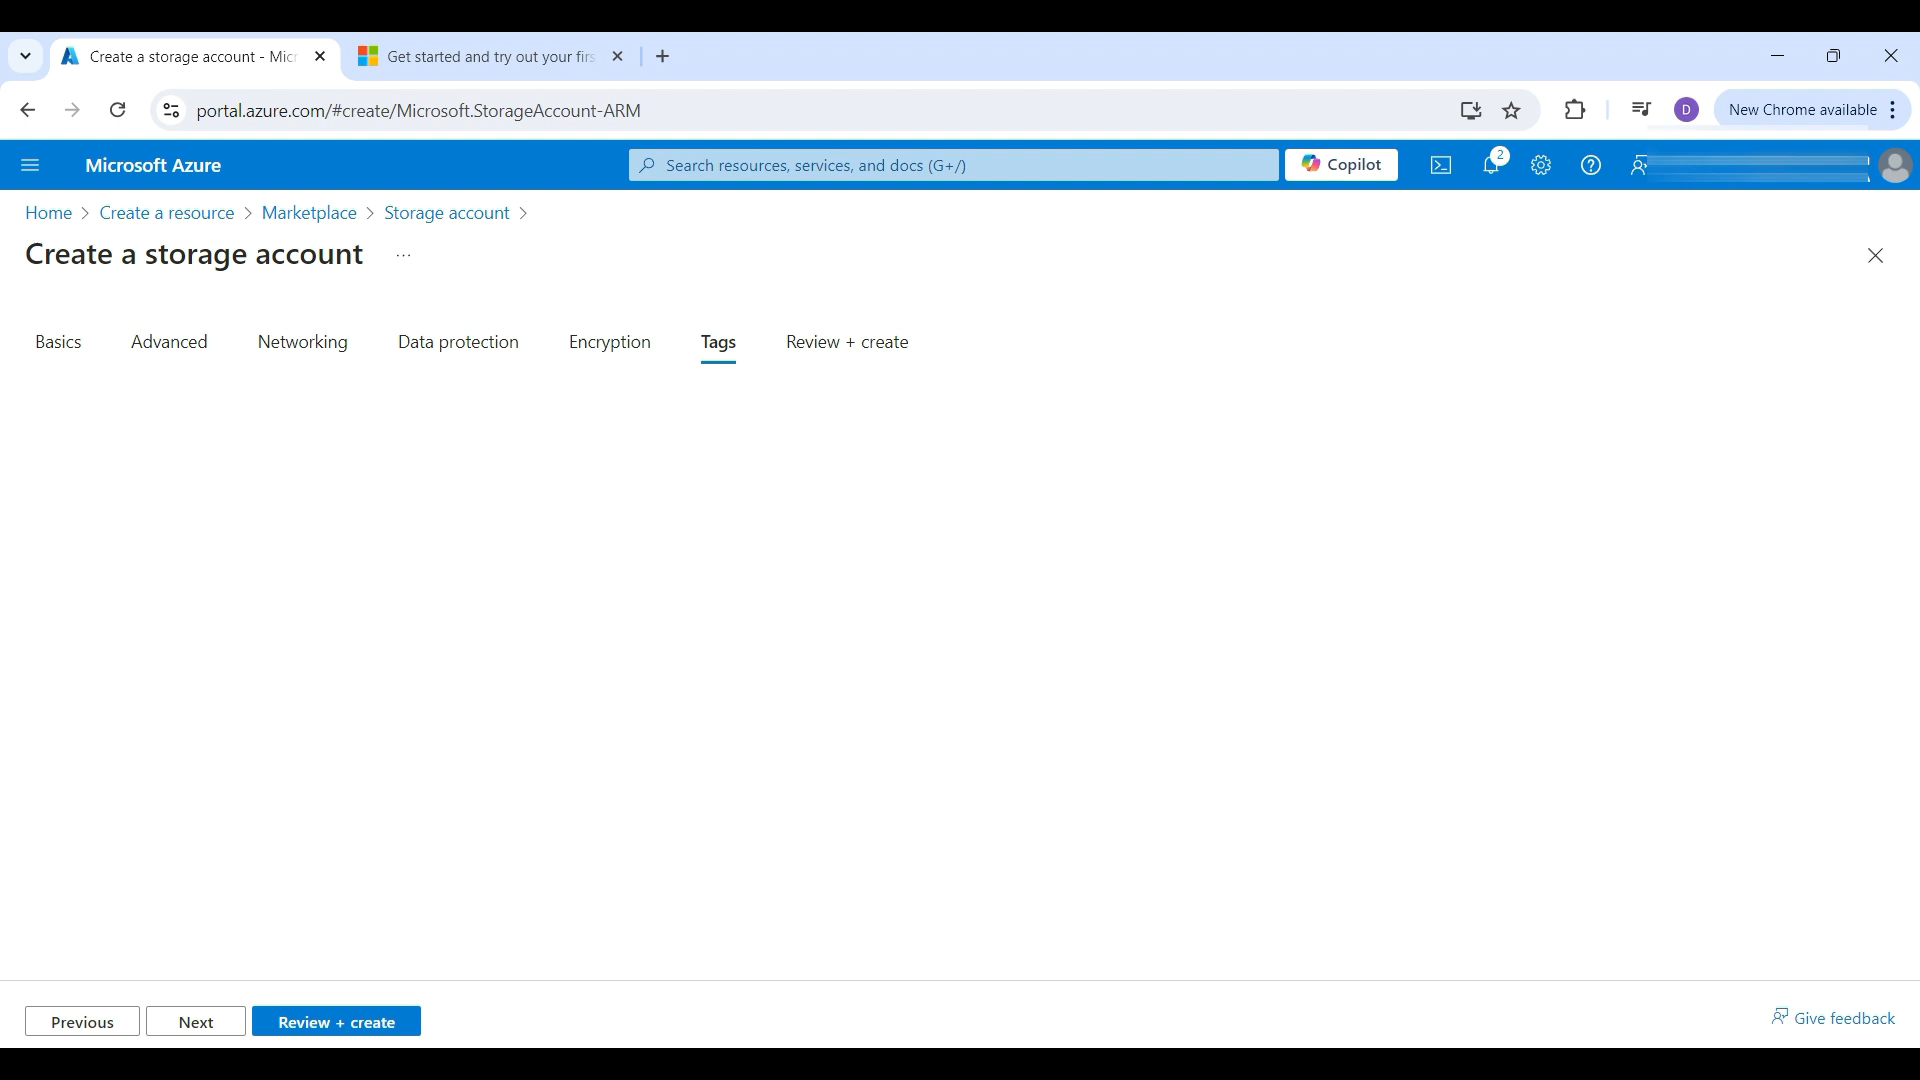 Create a storage account - Micr
Get started and try out your firs
portal.azure.com/#create/Microsoft.StorageAccount-ARM
D
New Chrome available
Microsoft Azure
Search resources, services, and docs (G+/)
Copilot
2
Home > Create a resource > Marketplace > Storage account >
Create a storage account ...
Basics Advanced Networking Data protection Encryption Tags Review + create
Previous Next Review + create
Give feedback